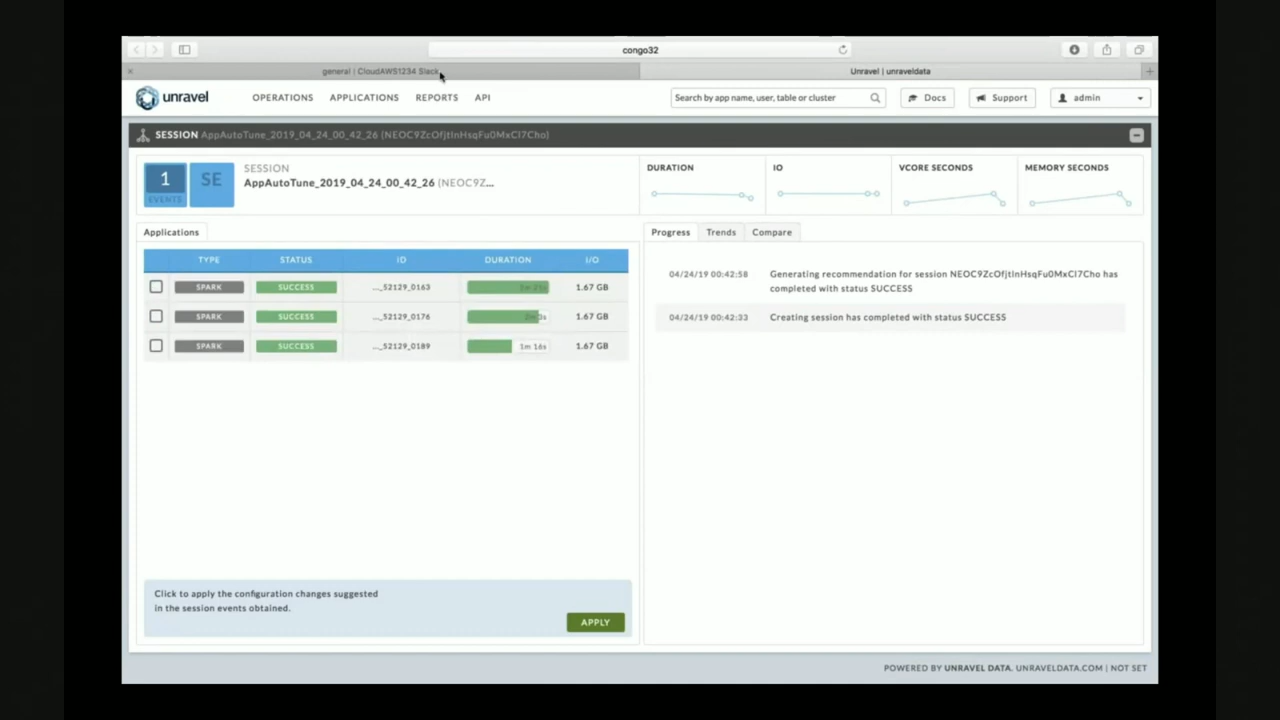 congo32
general | CloudAWS1234 Slack
Unravel | unraveldata
unravel
OPERATIONS APPLICATIONS REPORTS API
Search by app name, user, table or cluster
Docs
Support
admin
SESSION AppAutoTune_2019_04_24_00_42_26 (NEOC9ZcOfjtInHsqFu0MxCl7Cho)
1
EVENTS
SE
SESSION
AppAutoTune_2019_04_24_00_42_26 (NEOC9Z...
DURATION
IO
VCORE SECONDS
MEMORY SECONDS
Applications
Progress Trends Compare
TYPE STATUS ID DURATION I/O
SPARK SUCCESS ..._52129_0163 1.67 GB
SPARK SUCCESS ..._52129_0176 1.67 GB
SPARK SUCCESS ..._52129_0189 1m 16s 1.67 GB
04/24/19 00:42:58 Generating recommendation for session NEOC9ZcOfjtInHsqFu0MxCl7Cho has
completed with status SUCCESS
04/24/19 00:42:33 Creating session has completed with status SUCCESS
Click to apply the configuration changes suggested
in the session events obtained.
APPLY
POWERED BY UNRAVEL DATA. UNRAVELDATA.COM | NOT SET